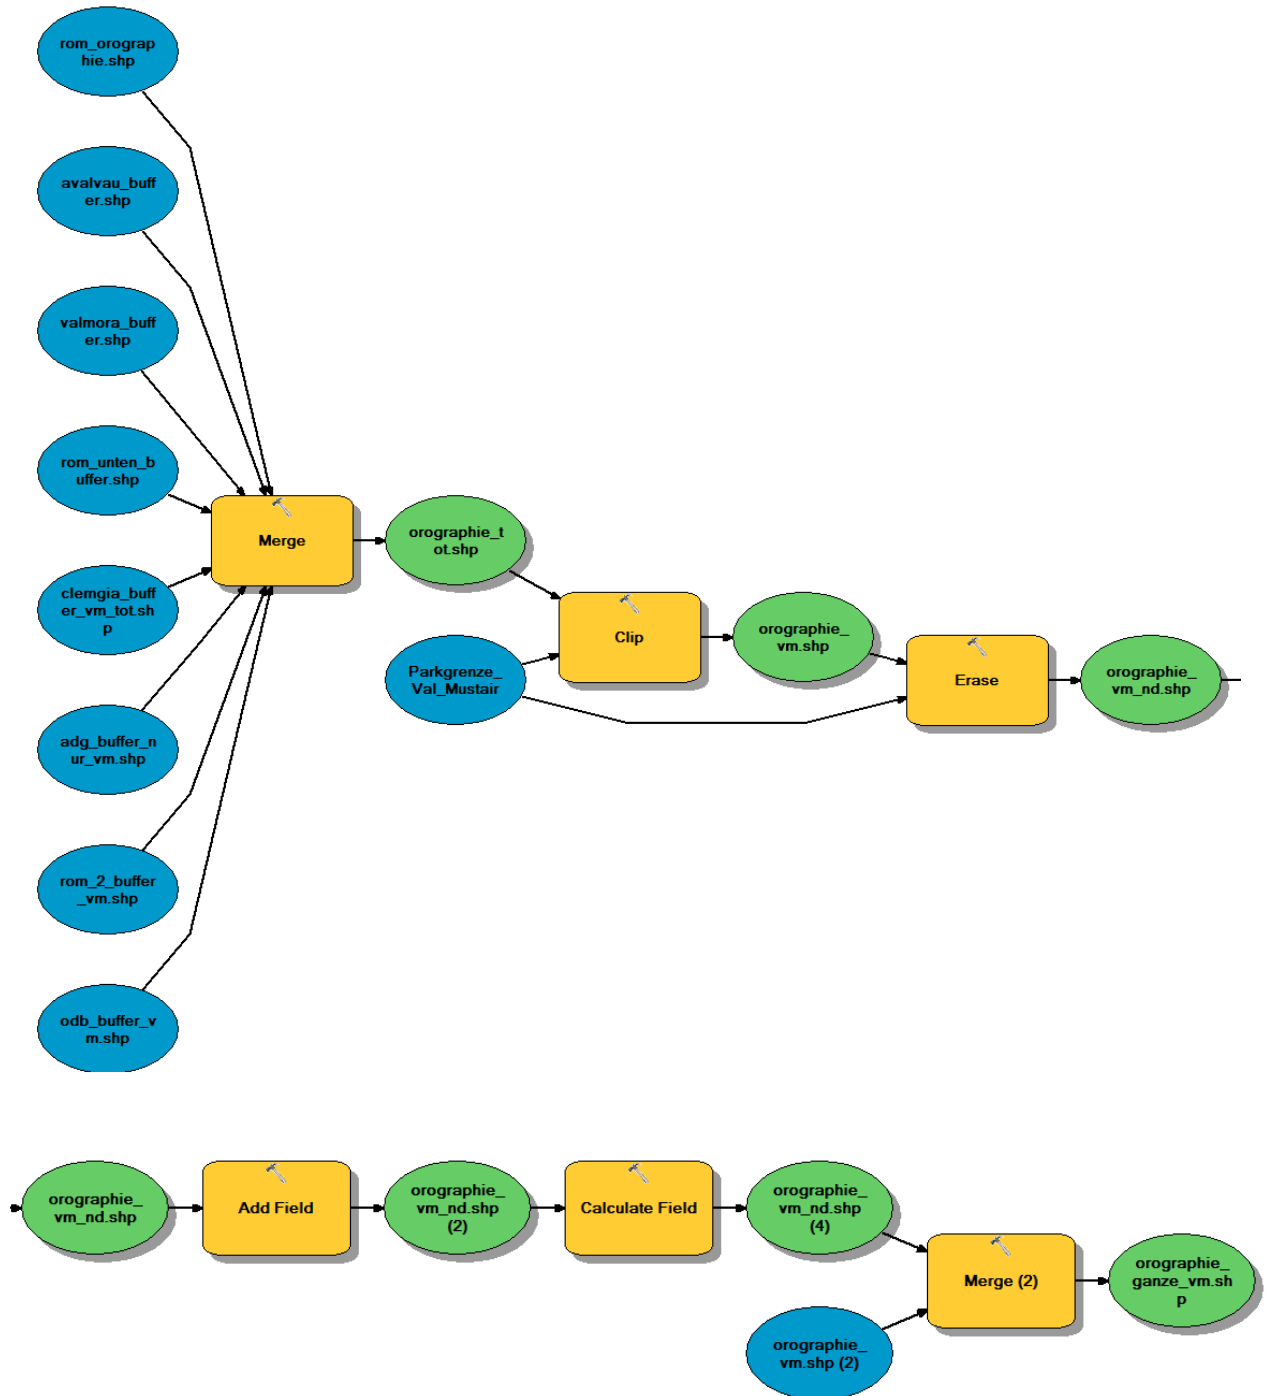 rom_orograp
hie.shp
avalvau_buff
er.shp
valmora_buff
er.shp
rom_unten_b
uffer.shp
Merge
orographie_t
ot.shp
clemgia_buff
er_vm_tot.sh
p
Clip
orographie_
vm.shp
Parkgrenze_
Val_Mustair
Erase
orographie_
vm_nd.shp
adg_buffer_n
ur_vm.shp
rom_2_buffer
_vm.shp
odb_buffer_v
m.shp
orographie_
vm_nd.shp
Add Field
orographie_
vm_nd.shp
(2)
Calculate Field
orographie_
vm_nd.shp
(4)
Merge (2)
orographie_
ganze_vm.sh
p
orographie_
vm.shp (2)